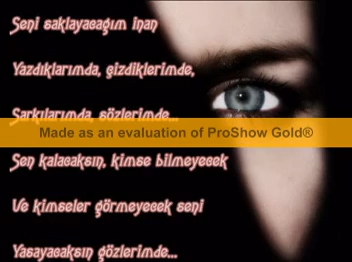 Seni saklayacağım inan
Yazdıklarımda, çizdiklerimde,
Şarkılarımda, sözlerimde...
Made as an evaluation of ProShow Gold®
Sen kalacaksın, kimse bilmeyecek
Ve kimseler görmeyecek seni
Yaşayacaksın gözlerimde...